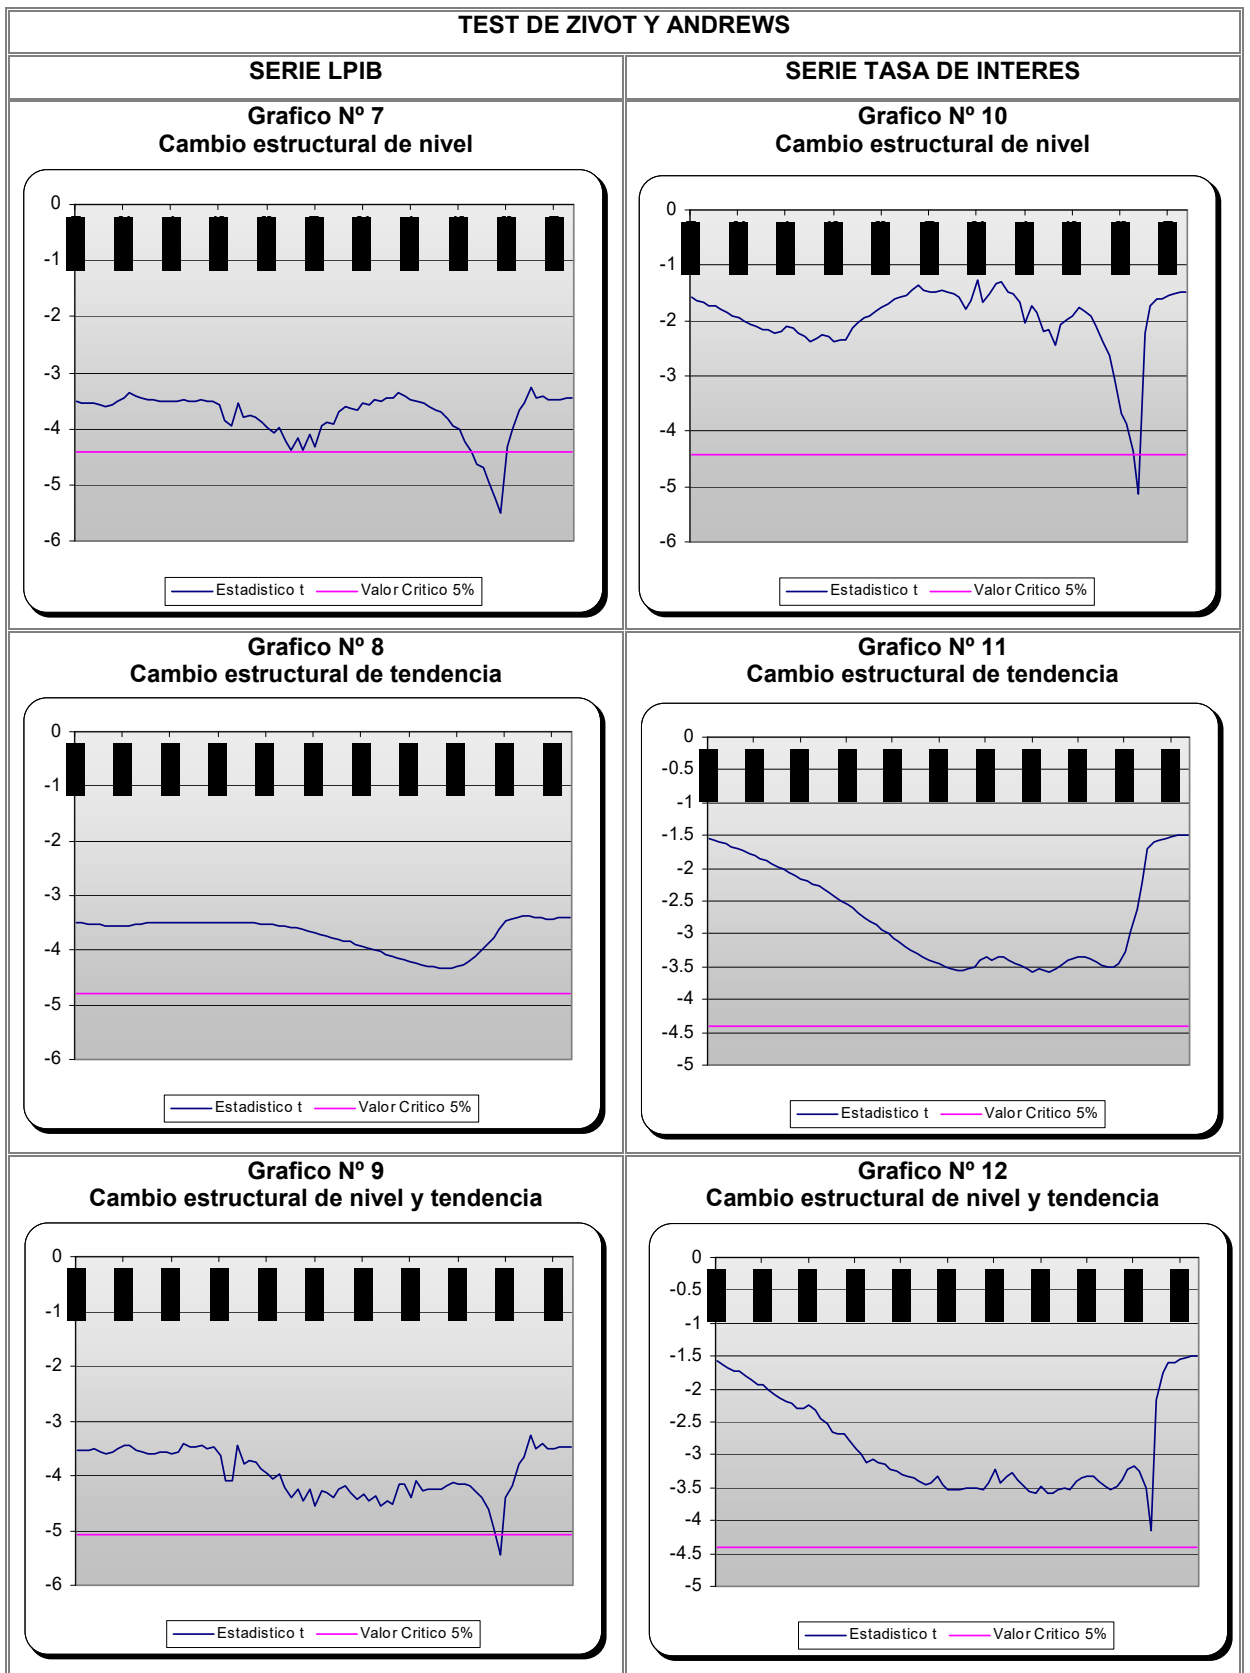 TEST DE ZIVOT Y ANDREWS
SERIE LPIB
SERIE TASA DE INTERES
Grafico Nº 7
Cambio estructural de nivel
0
-1
-2
-3
-4
-5
-6
Estadistico t
Valor Critico 5%
Grafico Nº 10
Cambio estructural de nivel
0
-1
-2
-3
-4
-5
-6
Estadistico t
Valor Critico 5%
Grafico Nº 8
Cambio estructural de tendencia
0
-1
-2
-3
-4
-5
-6
Estadistico t
Valor Critico 5%
Grafico Nº 11
Cambio estructural de tendencia
0
-0.5
-1
-1.5
-2
-2.5
-3
-3.5
-4
-4.5
-5
Estadistico t
Valor Critico 5%
Grafico Nº 9
Cambio estructural de nivel y tendencia
0
-1
-2
-3
-4
-5
-6
Estadistico t
Valor Critico 5%
Grafico Nº 12
Cambio estructural de nivel y tendencia
0
-0.5
-1
-1.5
-2
-2.5
-3
-3.5
-4
-4.5
-5
Estadistico t
Valor Critico 5%